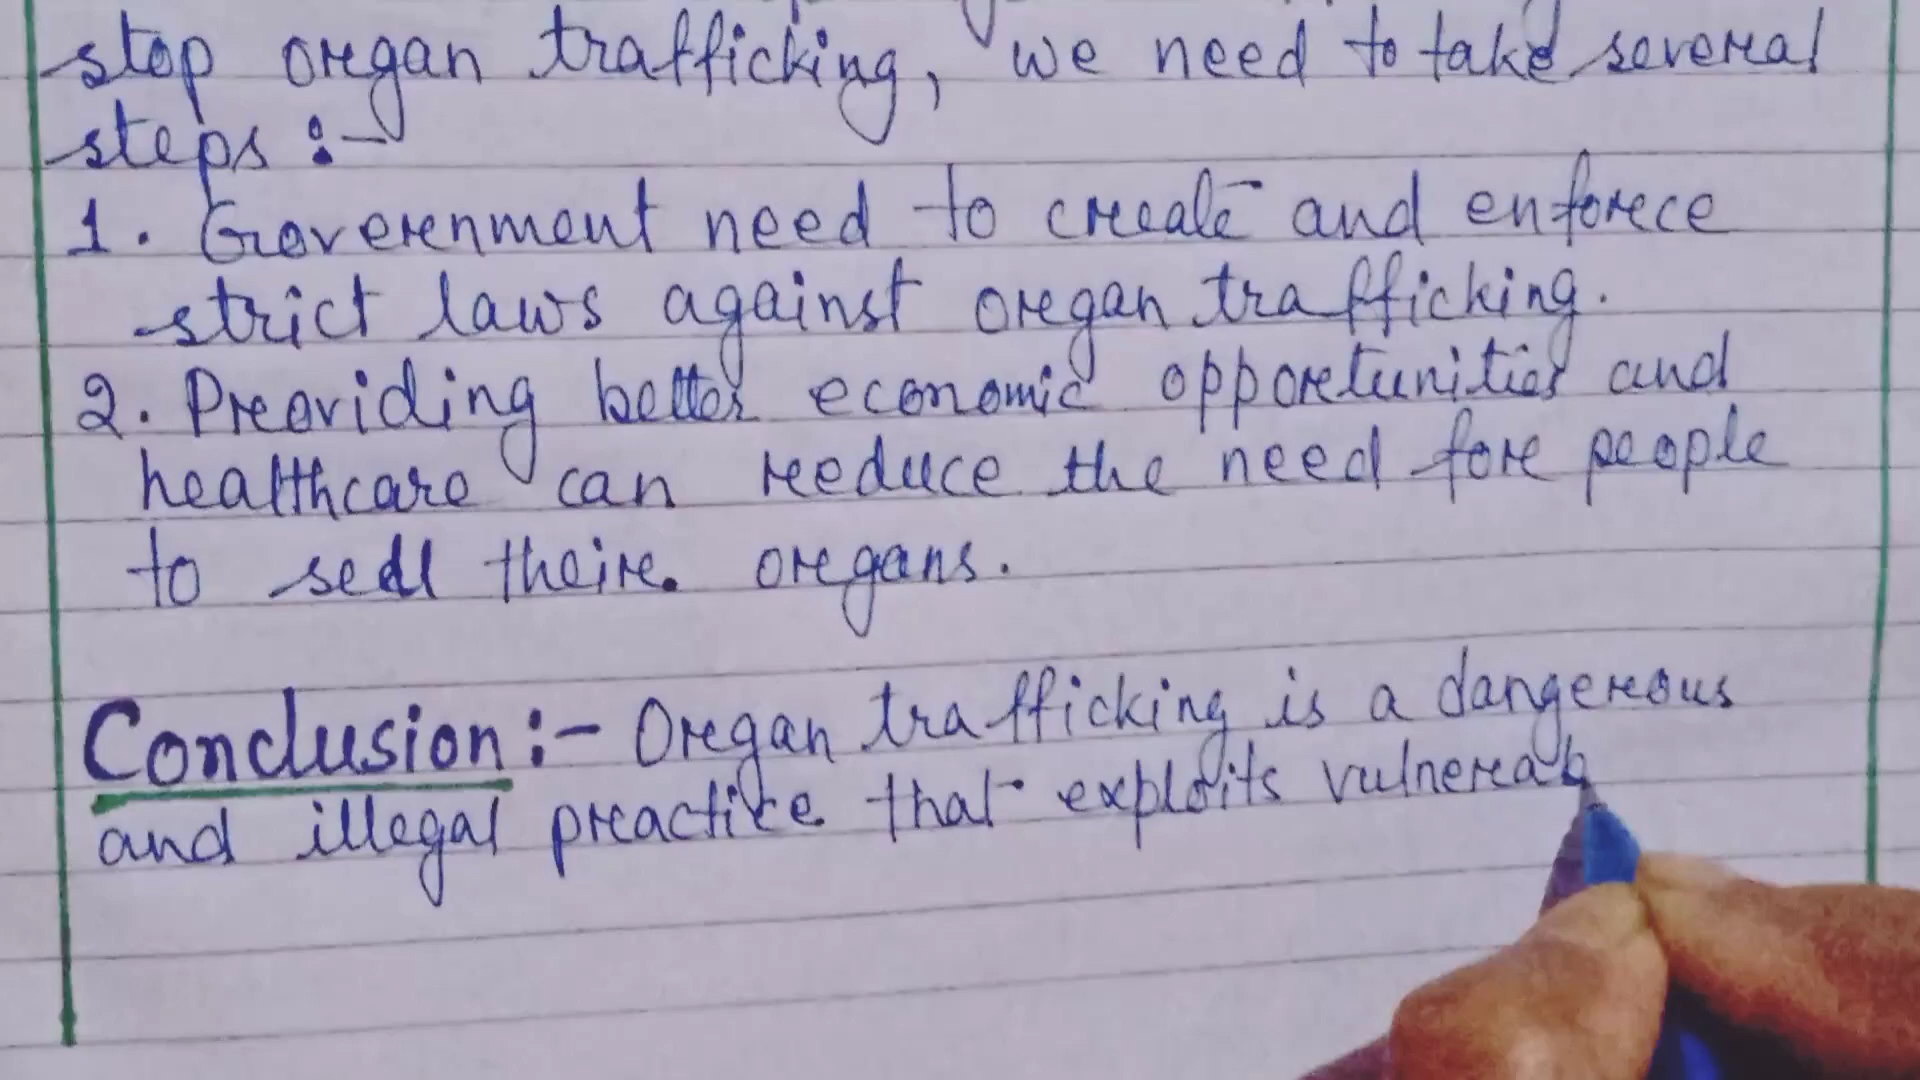 stop organ trafficking, we need to take several
steps :-
1. Government need to create and enforce
strict laws against organ trafficking.
2. Providing better economic opportunities and
healthcare can reduce the need for people
to sell their. organs.
Conclusion :- Organ trafficking is a dangerous
and illegal practice that exploits vulnerab